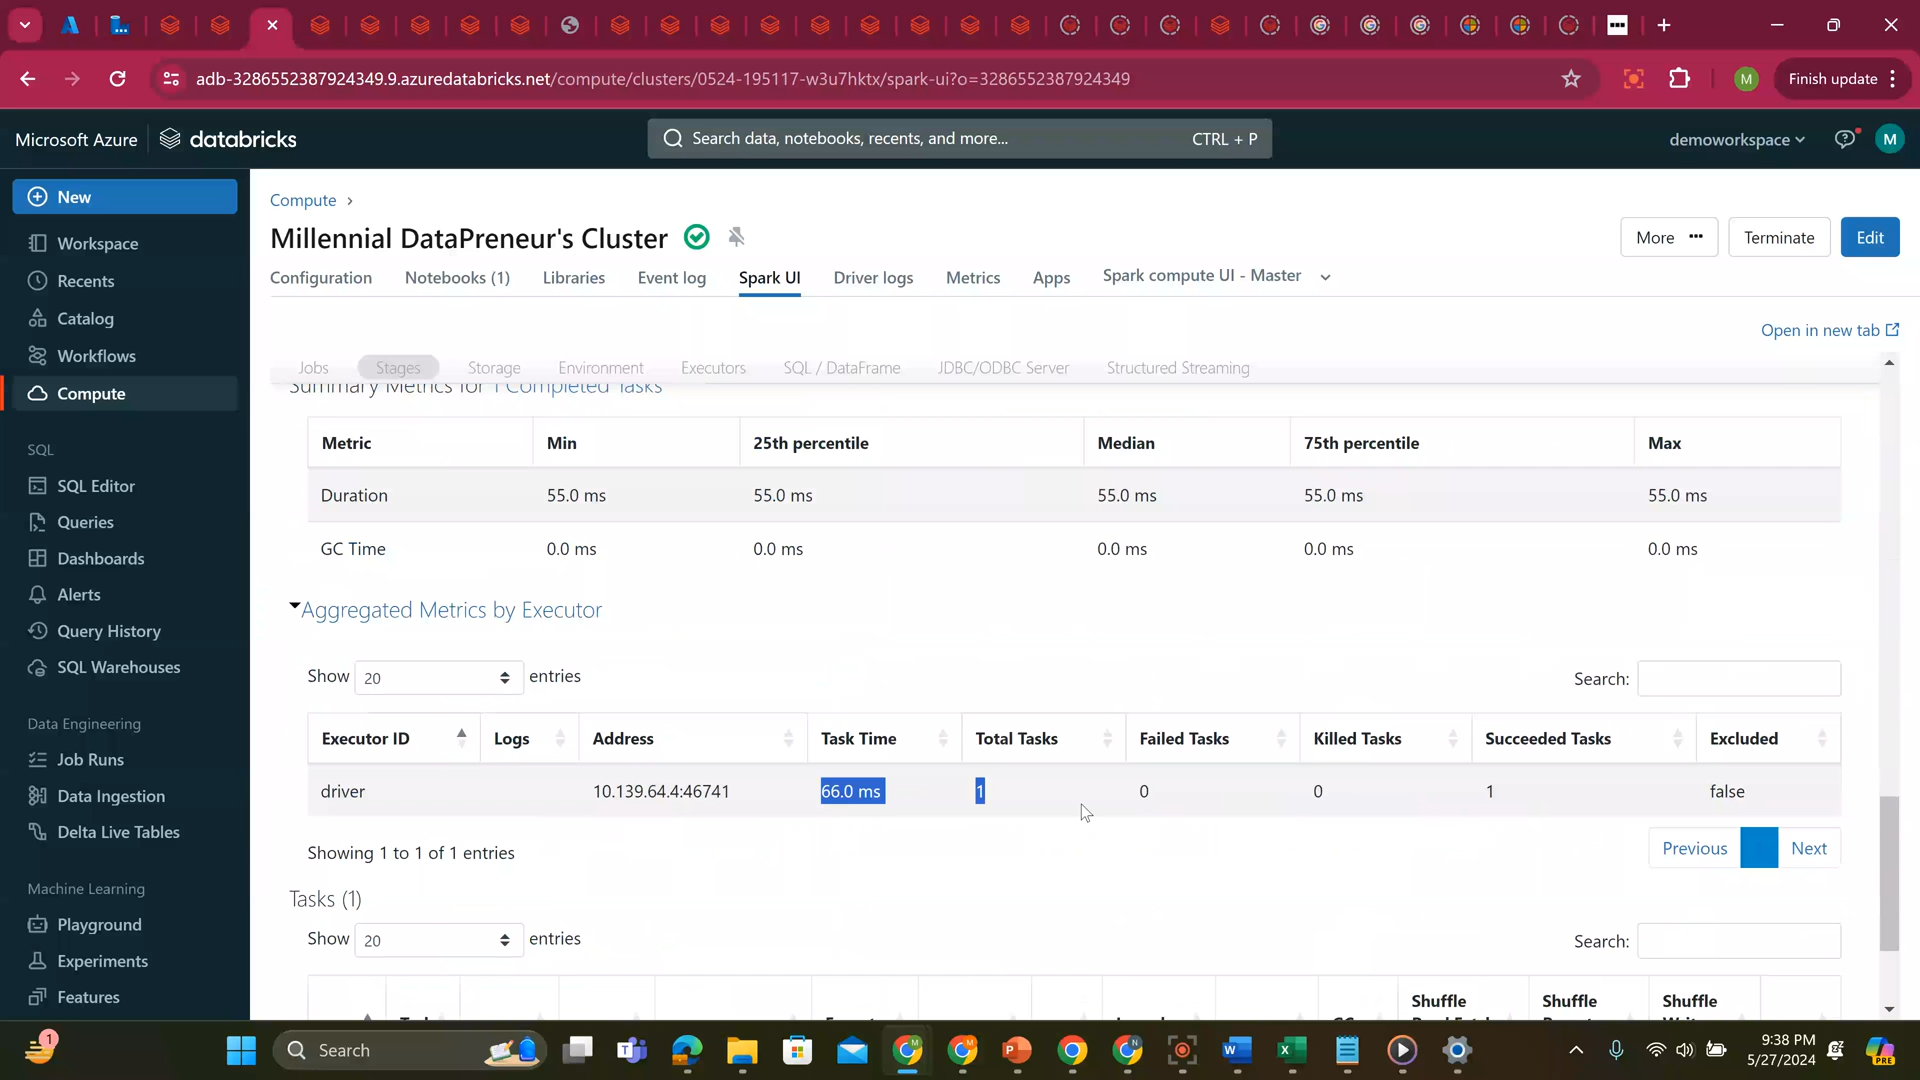 adb-3286552387924349.9.azuredatabricks.net/compute/clusters/0524-195117-w3u7hktx/spark-ui?o=3286552387924349
M
Finish update
Microsoft Azure
databricks
Search data, notebooks, recents, and more...
CTRL + P
demoworkspace
M
New
Workspace
Recents
Catalog
Workflows
Compute
SQL
SQL Editor
Queries
Dashboards
Alerts
Query History
SQL Warehouses
Data Engineering
Job Runs
Data Ingestion
Delta Live Tables
Machine Learning
Playground
Experiments
Features
Compute ›
Millennial DataPreneur's Cluster
More ···
Terminate
Edit
Configuration Notebooks (1) Libraries Event log Spark UI Driver logs Metrics Apps Spark compute UI - Master
Open in new tab
Jobs Stages Storage Environment Executors SQL / DataFrame JDBC/ODBC Server Structured Streaming
Summary Metrics for 1 Completed Tasks
Metric Min 25th percentile Median 75th percentile Max
Duration 55.0 ms 55.0 ms 55.0 ms 55.0 ms 55.0 ms
GC Time 0.0 ms 0.0 ms 0.0 ms 0.0 ms 0.0 ms
Aggregated Metrics by Executor
Show 20 entries
Search:
Executor ID Logs Address Task Time Total Tasks Failed Tasks Killed Tasks Succeeded Tasks Excluded
driver 10.139.64.4:46741 66.0 ms 1 0 0 1 false
Showing 1 to 1 of 1 entries
Previous Next
Tasks (1)
Show 20 entries
Search:
Shuffle Shuffle Shuffle
1
Search
9:38 PM
5/27/2024